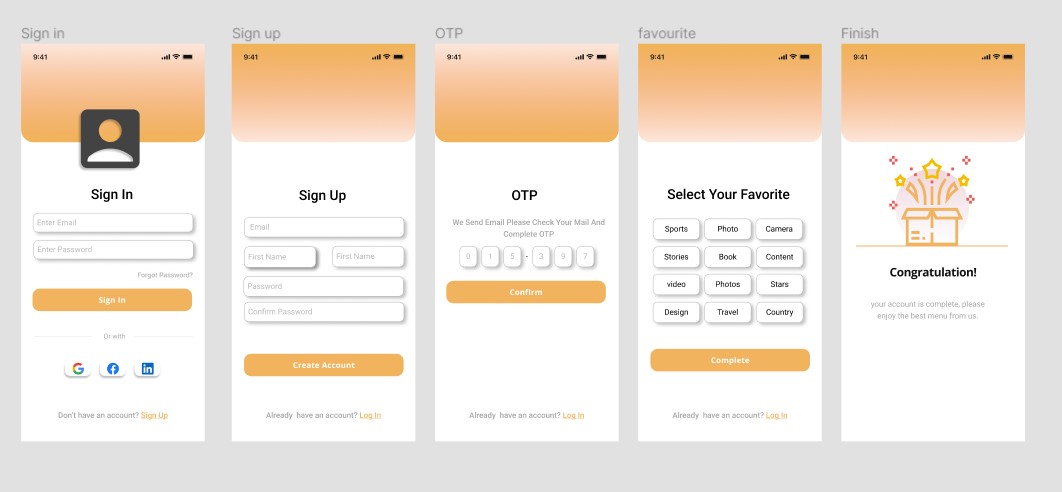 Sign in
9:41
Sign In
Enter Email
Enter Password
Forgot Password?
Sign In
Or with
Don't have an account? Sign Up
Sign up
9:41
Sign Up
Email
First Name
First Name
Password
Confirm Password
Create Account
Already have an account? Log In
OTP
9:41
OTP
We Send Email Please Check Your Mail And
Complete OTP
0 1 5 - 3 9 7
Confirm
Already have an account? Log In
favourite
9:41
Select Your Favorite
Sports Photo Camera
Stories Book Content
video Photos Stars
Design Travel Country
Complete
Already have an account? Log In
Finish
9:41
Congratulation!
your account is complete, please
enjoy the best menu from us.